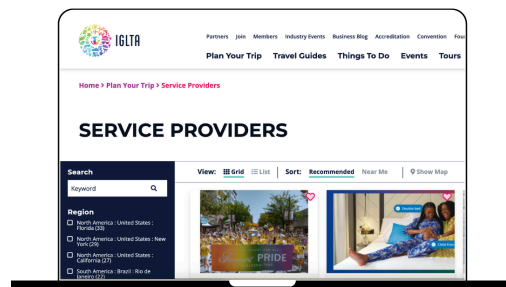 IGLTA
Partners Join Members Industry Events Business Blog Accreditation Convention Fou
Plan Your Trip Travel Guides Things To Do Events Tours
Home > Plan Your Trip > Service Providers
SERVICE PROVIDERS
Search
Keyword
Region
North America : United States :
Florida (33)
North America : United States : New
York (29)
North America : United States :
California (27)
South America : Brazil : Rio de
Janeiro (22)
View: Grid List Sort: Recommended Near Me Show Map
PRIDE
Double bed